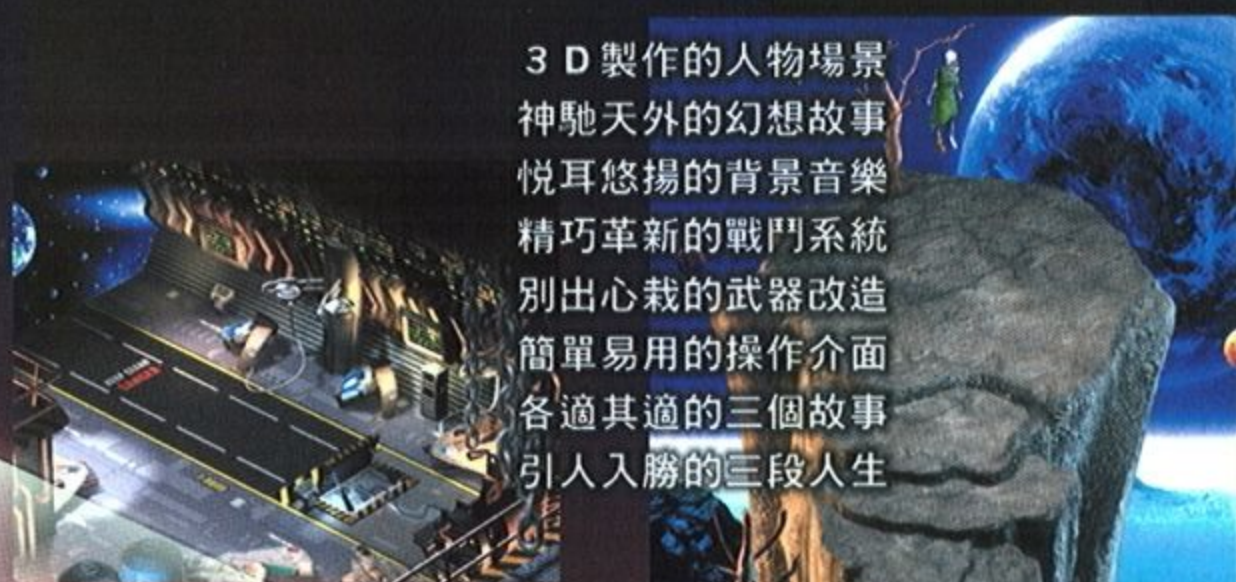 3D製作的人物場景
神馳天外的幻想故事
悅耳悠揚的背景音樂
精巧革新的戰鬥系統
別出心栽的武器改造
簡單易用的操作介面
各適其適的三個故事
引人入勝的三段人生